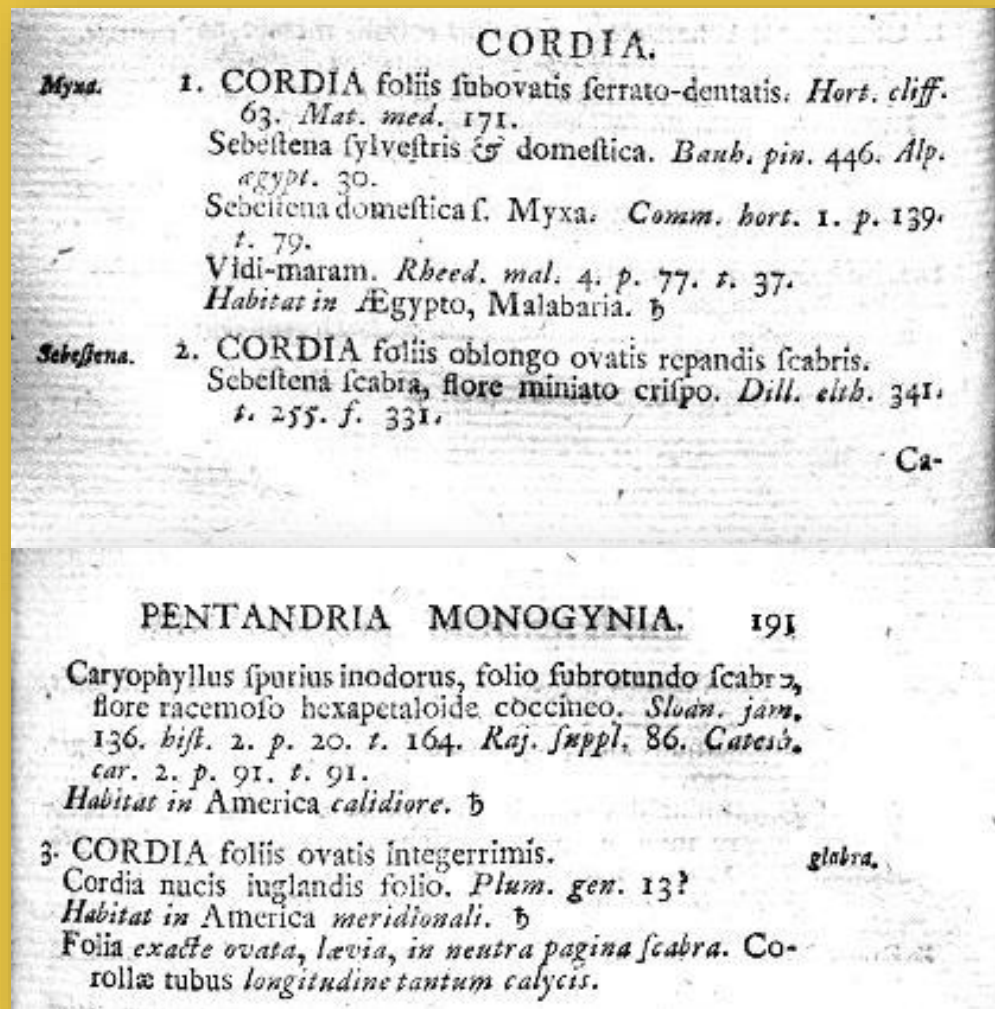 CORDIA.
Myxa. 1. CORDIA foliis ſubovatis ſerrato-dentatis. Hort. cliff.
63. Mat. med. 171.
Sebeſtena ſylveſtris & domeſtica. Bauh. pin. 446. Alp.
ægypt. 30.
Sebeſtena domeſtica ſ. Myxa. Comm. hort. 1. p. 139.
t. 79.
Vidi-maram. Rheed. mal. 4. p. 77. t. 37.
Habitat in Ægypto, Malabaria. ♄
Sebeſtena. 2. CORDIA foliis oblongo ovatis repandis ſcabris.
Sebeſtena ſcabra, flore miniato criſpo. Dill. elth. 341.
t. 255. f. 331.
Ca-
PENTANDRIA MONOGYNIA. 191
Caryophyllus ſpurius inodorus, folio ſubrotundo ſcabro,
flore racemoſo hexapetaloide coccineo. Sloan. jam.
136. hiſt. 2. p. 20. t. 164. Raj. ſuppl. 86. Catesb.
car. 2. p. 91. t. 91.
Habitat in America calidiore. ♄
3. CORDIA foliis ovatis integerrimis. glabra.
Cordia nucis iuglandis folio. Plum. gen. 13?
Habitat in America meridionali. ♄
Folia exacte ovata, lævia, in neutra pagina ſcabra. Co-
rollæ tubus longitudine tantum calycis.